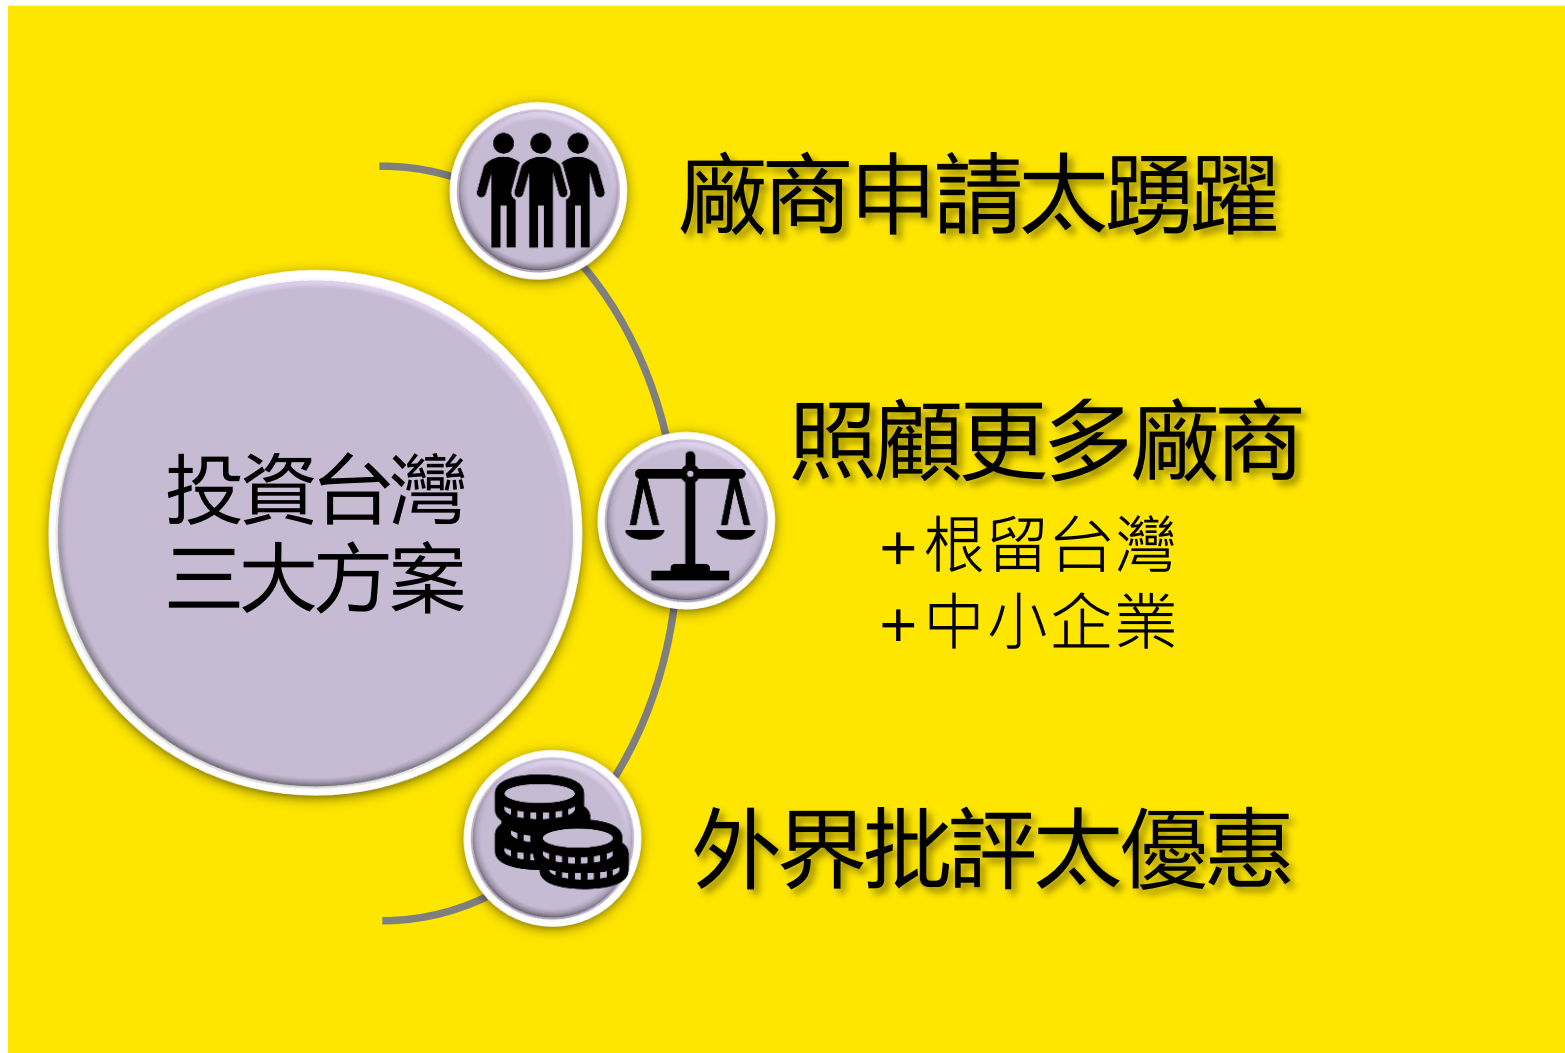 投資台灣
三大方案
廠商申請太踴躍
照顧更多廠商
+根留台灣
+中小企業
外界批評太優惠